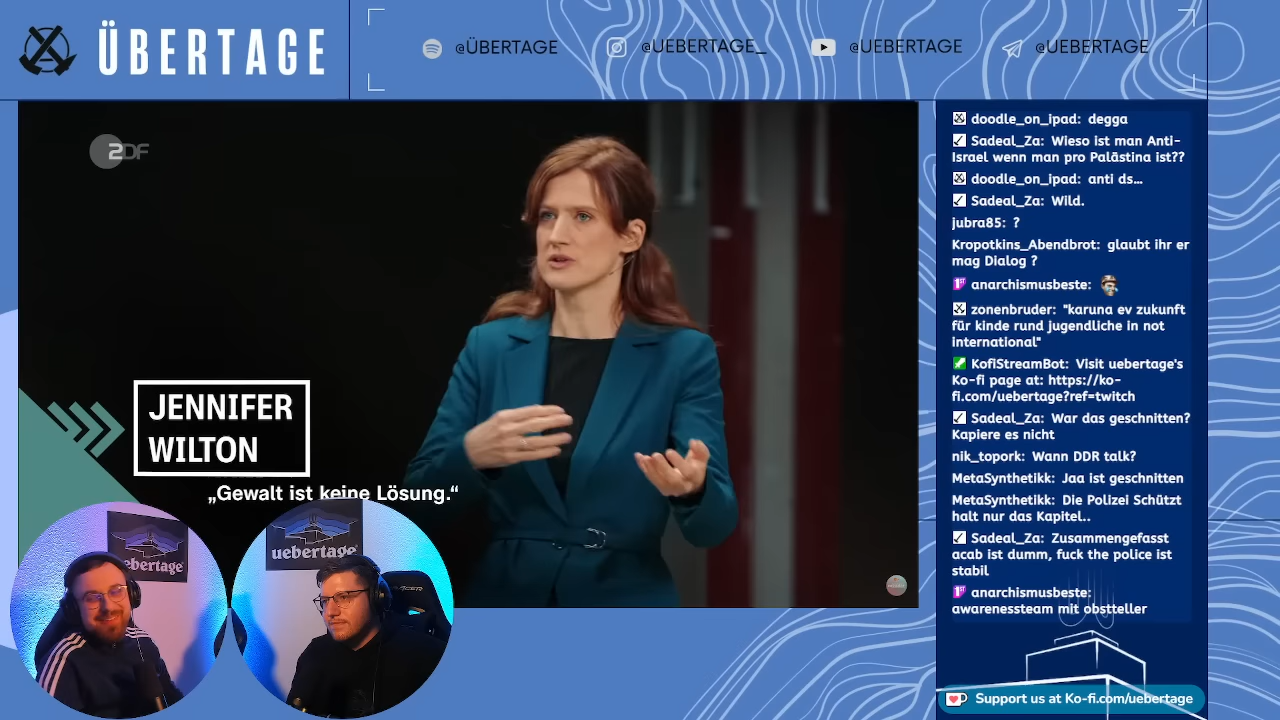 ÜBERTAGE
@ÜBERTAGE
@UEBERTAGE_
@UEBERTAGE
@UEBERTAGE
2DF
JENNIFER
WILTON
„Gewalt ist keine Lösung.“
uebertage
uebertage
doodle_on_ipad: degga
Sadeal_Za: Wieso ist man Anti-
Israel wenn man pro Palästina ist??
doodle_on_ipad: anti ds...
Sadeal_Za: Wild.
jubra85: ?
Kropotkins_Abendbrot: glaubt ihr er
mag Dialog ?
anarchismusbeste:
zonenbruder: "karuna ev zukunft
für kinde rund jugendliche in not
international"
KofiStreamBot: Visit uebertage's
Ko-fi page at: https://ko-
fi.com/uebertage?ref=twitch
Sadeal_Za: War das geschnitten?
Kapiere es nicht
nik_topork: Wann DDR talk?
MetaSynthetikk: Jaa ist geschnitten
MetaSynthetikk: Die Polizei Schützt
halt nur das Kapitel..
Sadeal_Za: Zusammengefasst
acab ist dumm, fuck the police ist
stabil
anarchismusbeste:
awarenessteam mit obstteller
Support us at Ko-fi.com/uebertage